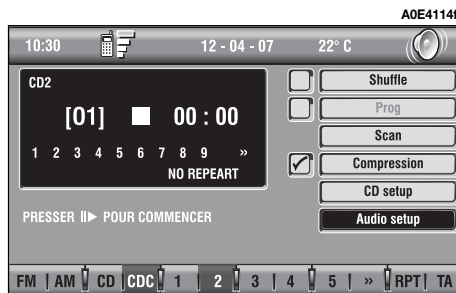 A0E4114f
10:30 12 - 04 - 07 22° C
CD2
[01] 00 : 00
1 2 3 4 5 6 7 8 9 »
NO REPEART
PRESSER II► POUR COMMENCER
Shuffle
Prog
Scan
Compression
CD setup
Audio setup
FM | AM CD | CDC 1 2 3 | 4 5 | » RPT | TA